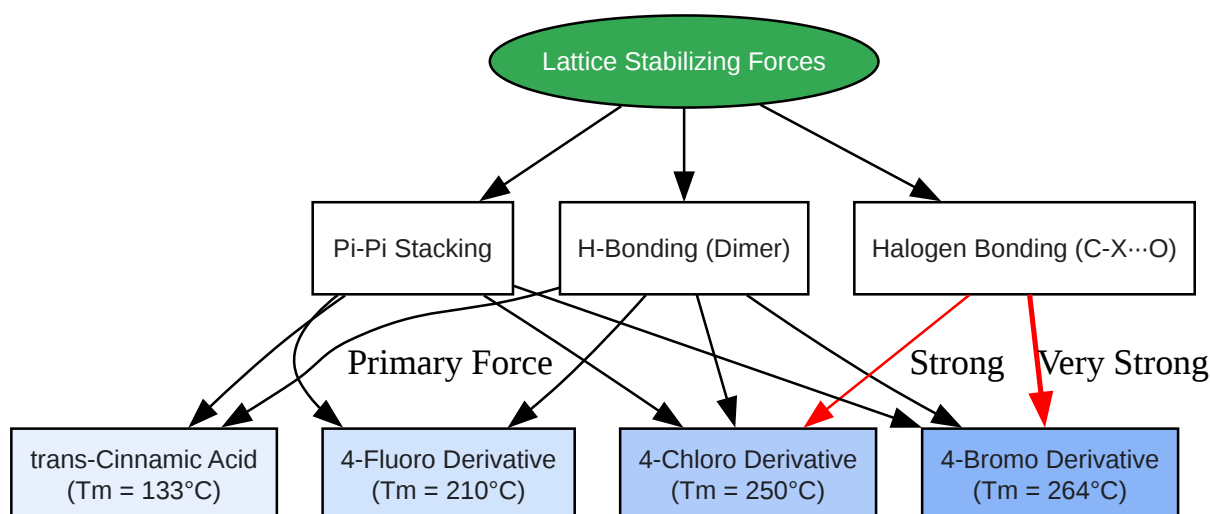 Lattice Stabilizing Forces
Pi-Pi Stacking
H-Bonding (Dimer)
Halogen Bonding (C-X···O)
Primary Force
Strong
Very Strong
trans-Cinnamic Acid
(Tm = 133°C)
4-Fluoro Derivative
(Tm = 210°C)
4-Chloro Derivative
(Tm = 250°C)
4-Bromo Derivative
(Tm = 264°C)